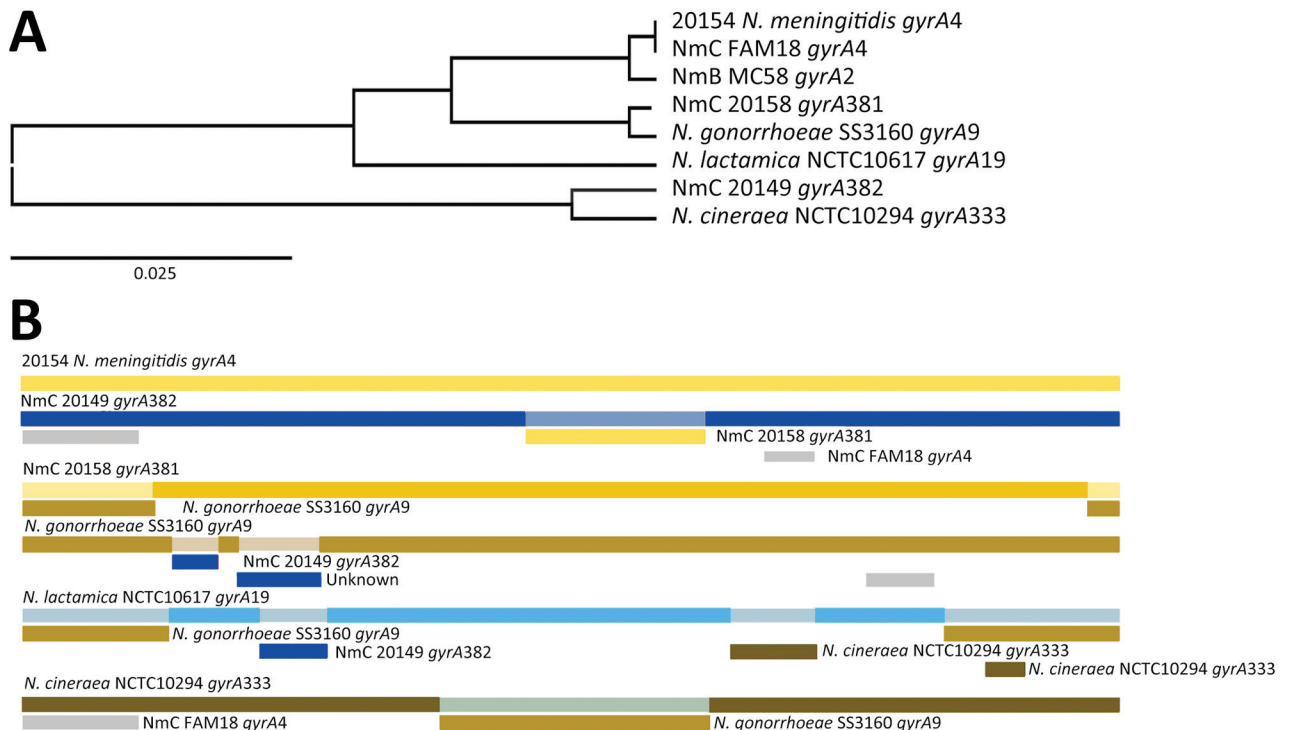 A
20154 N. meningitidis gyrA4
NmC FAM18 gyrA4
NmB MC58 gyrA2
NmC 20158 gyrA381
N. gonorrhoeae SS3160 gyrA9
N. lactamica NCTC10617 gyrA19
NmC 20149 gyrA382
N. cineraea NCTC10294 gyrA333
0.025
B
20154 N. meningitidis gyrA4
NmC 20149 gyrA382
NmC 20158 gyrA381
NmC FAM18 gyrA4
NmC 20158 gyrA381
N. gonorrhoeae SS3160 gyrA9
N. gonorrhoeae SS3160 gyrA9
NmC 20149 gyrA382
Unknown
N. lactamica NCTC10617 gyrA19
N. gonorrhoeae SS3160 gyrA9
NmC 20149 gyrA382
N. cineraea NCTC10294 gyrA333
N. cineraea NCTC10294 gyrA333
N. cineraea NCTC10294 gyrA333
NmC FAM18 gyrA4
N. gonorrhoeae SS3160 gyrA9